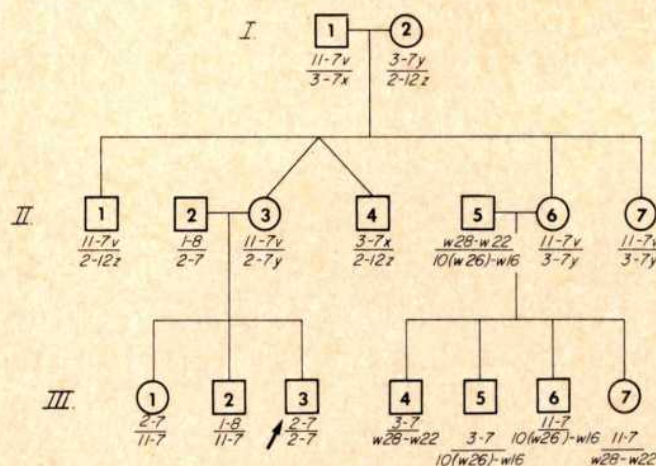 I.
1 2
11-7v 3-7y
3-7x 2-12z
II.
1 2 3 4 5 6 7
11-7v 1-8 11-7v 3-7x w28-w22 11-7v 11-7v
2-12z 2-7 2-7y 2-12z 10(w26)-w16 3-7y 3-7y
III.
1 2 3 4 5 6 7
2-7 1-8 2-7 3-7 11-7
11-7 11-7 2-7 w28-w22 10(w26)-w16
3-7 11-7
10(w26)-w16 w28-w22